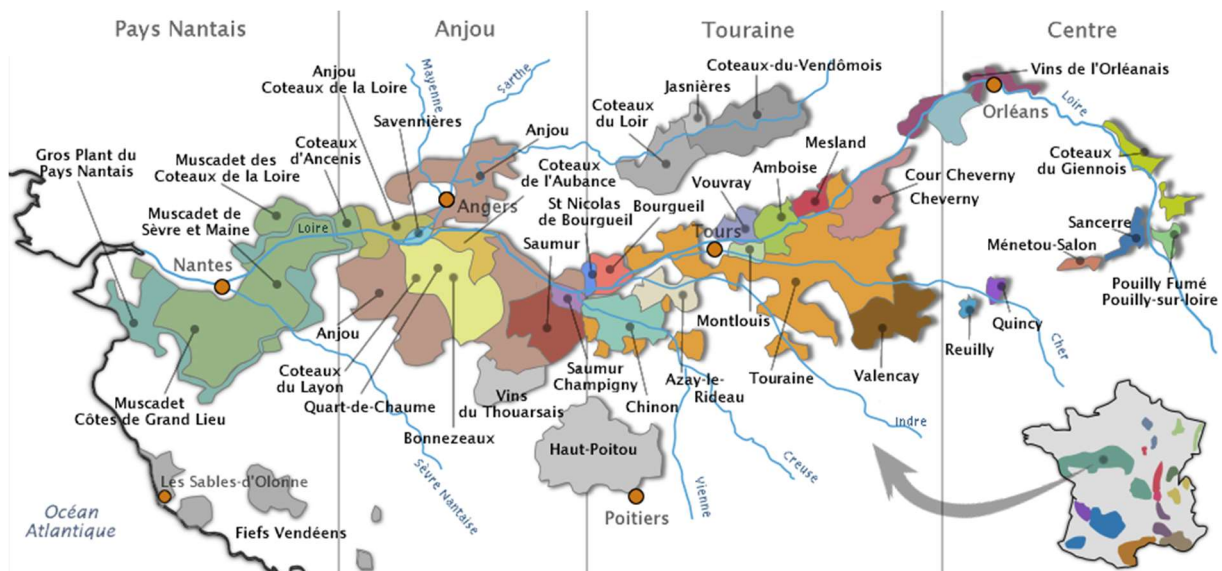 Pays Nantais
Anjou
Touraine
Centre
Anjou
Coteaux de la Loire
Mayenne
Sarthe
Savennières
Coteaux
d'Ancenis
Muscadet des
Coteaux de la Loire
Gros Plant du
Pays Nantais
Muscadet de
Sèvre et Maine
Loire
Nantes
Anjou
Angers
Coteaux
de l'Aubance
St Nicolas
de Bourgueil
Bourgueil
Saumur
Coteaux
du Loir
Jasnières
Coteaux-du-Vendômois
Vouvray
Amboise
Mesland
Tours
Cour Cheverny
Cheverny
Vins de l'Orléanais
Orléans
Loire
Coteaux
du Giennois
Sancerre
Ménetou-Salon
Pouilly Fumé
Pouilly-sur-loire
Quincy
Reuilly
Cher
Muscadet
Côtes de Grand Lieu
Anjou
Coteaux
du Layon
Quart-de-Chaume
Bonnezeaux
Vins
du Thouarsais
Saumur
Champigny
Chinon
Azay-le-
Rideau
Montlouis
Touraine
Valencay
Indre
Creuse
Vienne
Sèvre Nantaise
Haut-Poitou
Poitiers
Les Sables-d'Olonne
Fiefs Vendéens
Océan
Atlantique